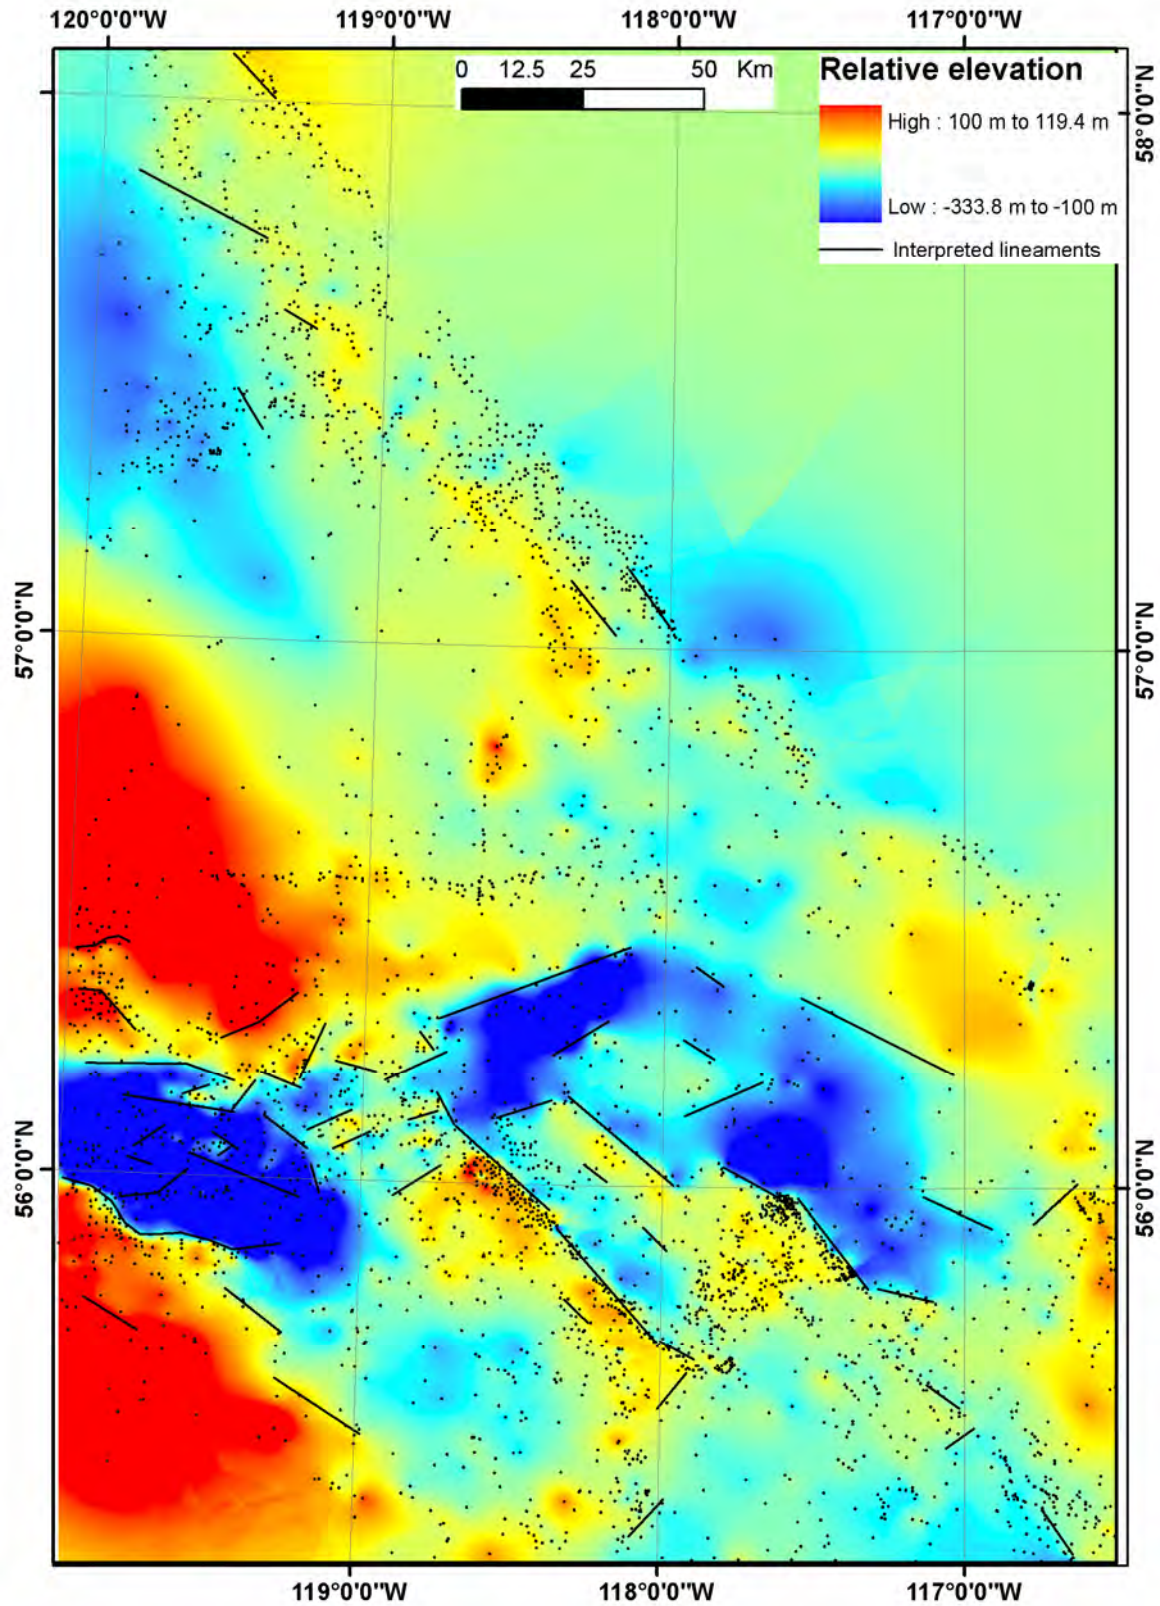 120°0'0"W 119°0'0"W 118°0'0"W 117°0'0"W
0 12.5 25 50 Km
Relative elevation
High : 100 m to 119.4 m
Low : -333.8 m to -100 m
Interpreted lineaments
58°0'0"N
57°0'0"N
57°0'0"N
56°0'0"N
56°0'0"N
119°0'0"W 118°0'0"W 117°0'0"W